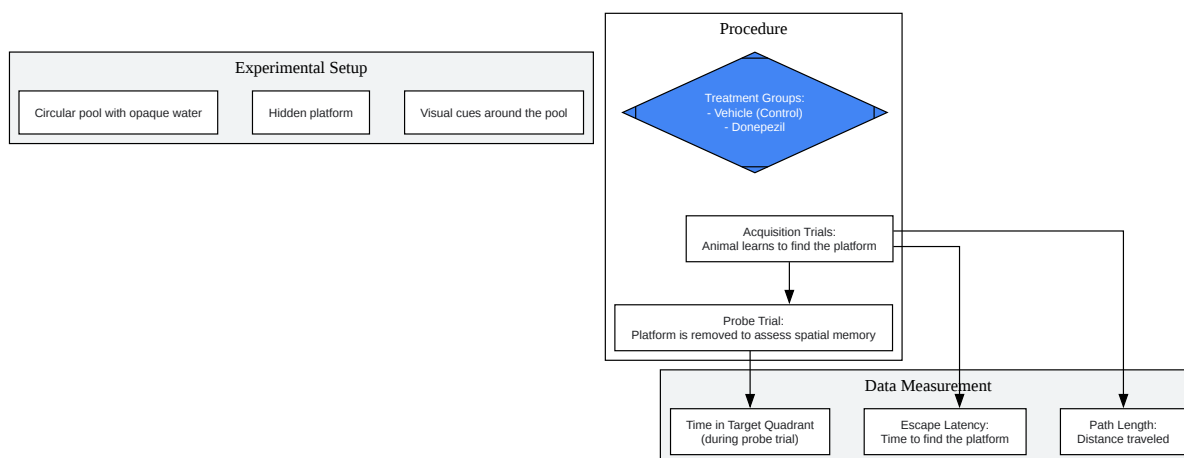 Experimental Setup
Circular pool with opaque water
Hidden platform
Visual cues around the pool
Procedure
Treatment Groups:
- Vehicle (Control)
- Donepezil
Acquisition Trials:
Animal learns to find the platform
Probe Trial:
Platform is removed to assess spatial memory
Data Measurement
Time in Target Quadrant
(during probe trial)
Escape Latency:
Time to find the platform
Path Length:
Distance traveled